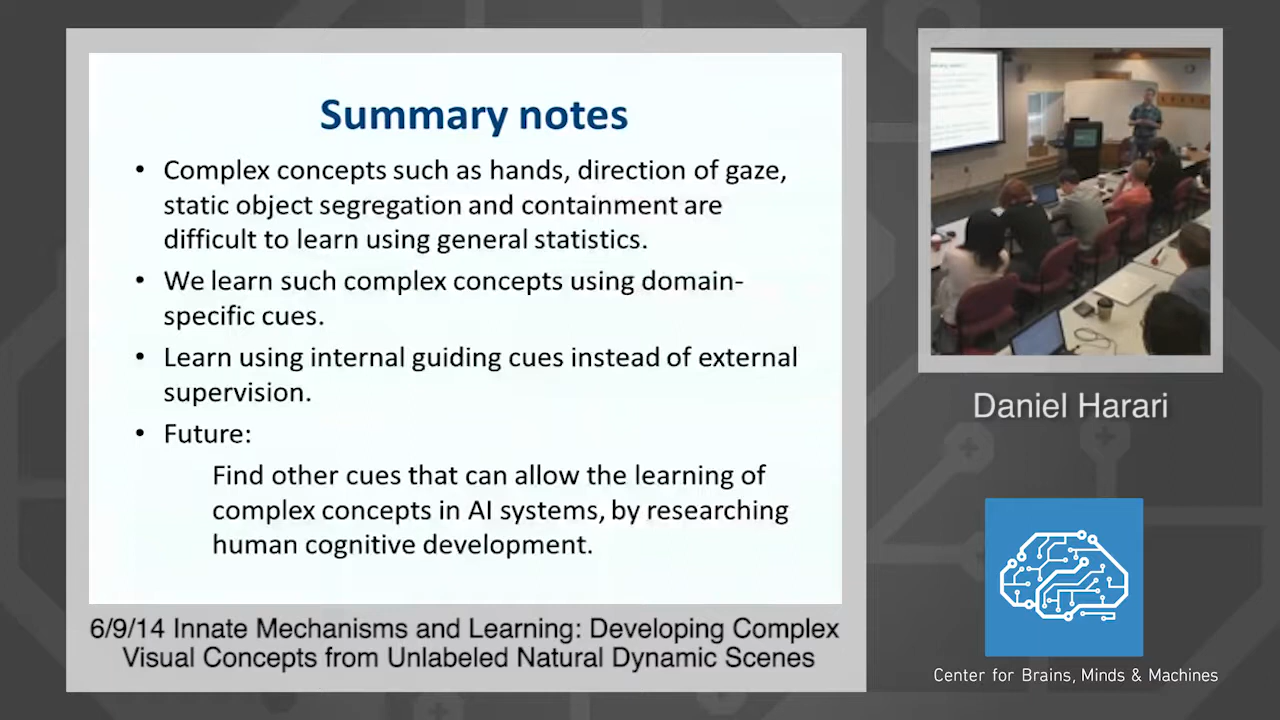 Summary notes
• Complex concepts such as hands, direction of gaze,
static object segregation and containment are
difficult to learn using general statistics.
• We learn such complex concepts using domain-
specific cues.
• Learn using internal guiding cues instead of external
supervision.
• Future:
Find other cues that can allow the learning of
complex concepts in AI systems, by researching
human cognitive development.
6/9/14 Innate Mechanisms and Learning: Developing Complex
Visual Concepts from Unlabeled Natural Dynamic Scenes
Daniel Harari
Center for Brains, Minds & Machines